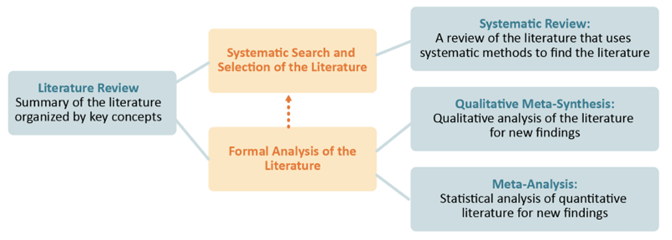 Literature Review
Summary of the literature
organized by key concepts
Systematic Search and
Selection of the Literature
Formal Analysis of the
Literature
Systematic Review:
A review of the literature that uses
systematic methods to find the literature
Qualitative Meta-Synthesis:
Qualitative analysis of the literature
for new findings
Meta-Analysis:
Statistical analysis of quantitative
literature for new findings